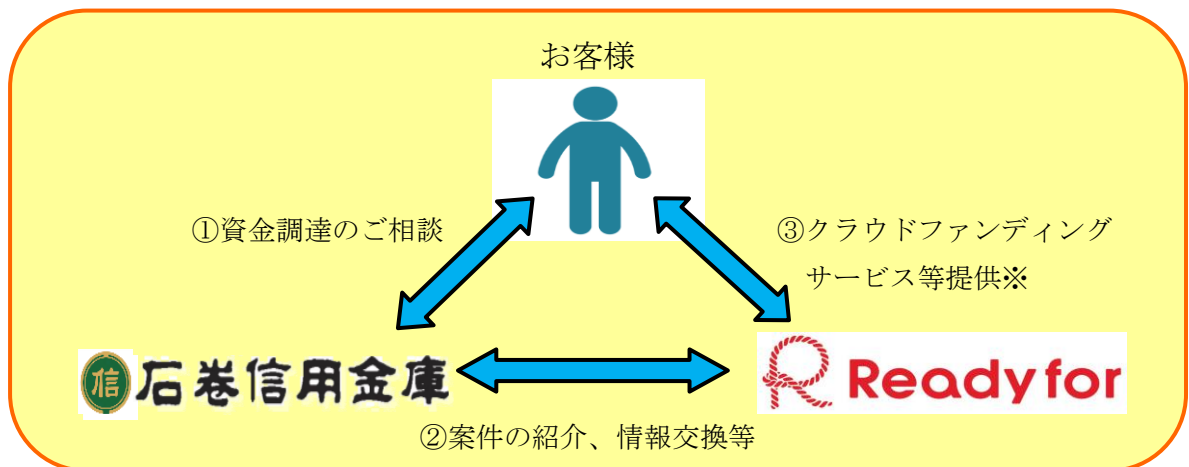 お客様
①資金調達のご相談
③クラウドファンディング
サービス等提供※
信 石巻信用金庫
Readyfor
②案件の紹介、情報交換等